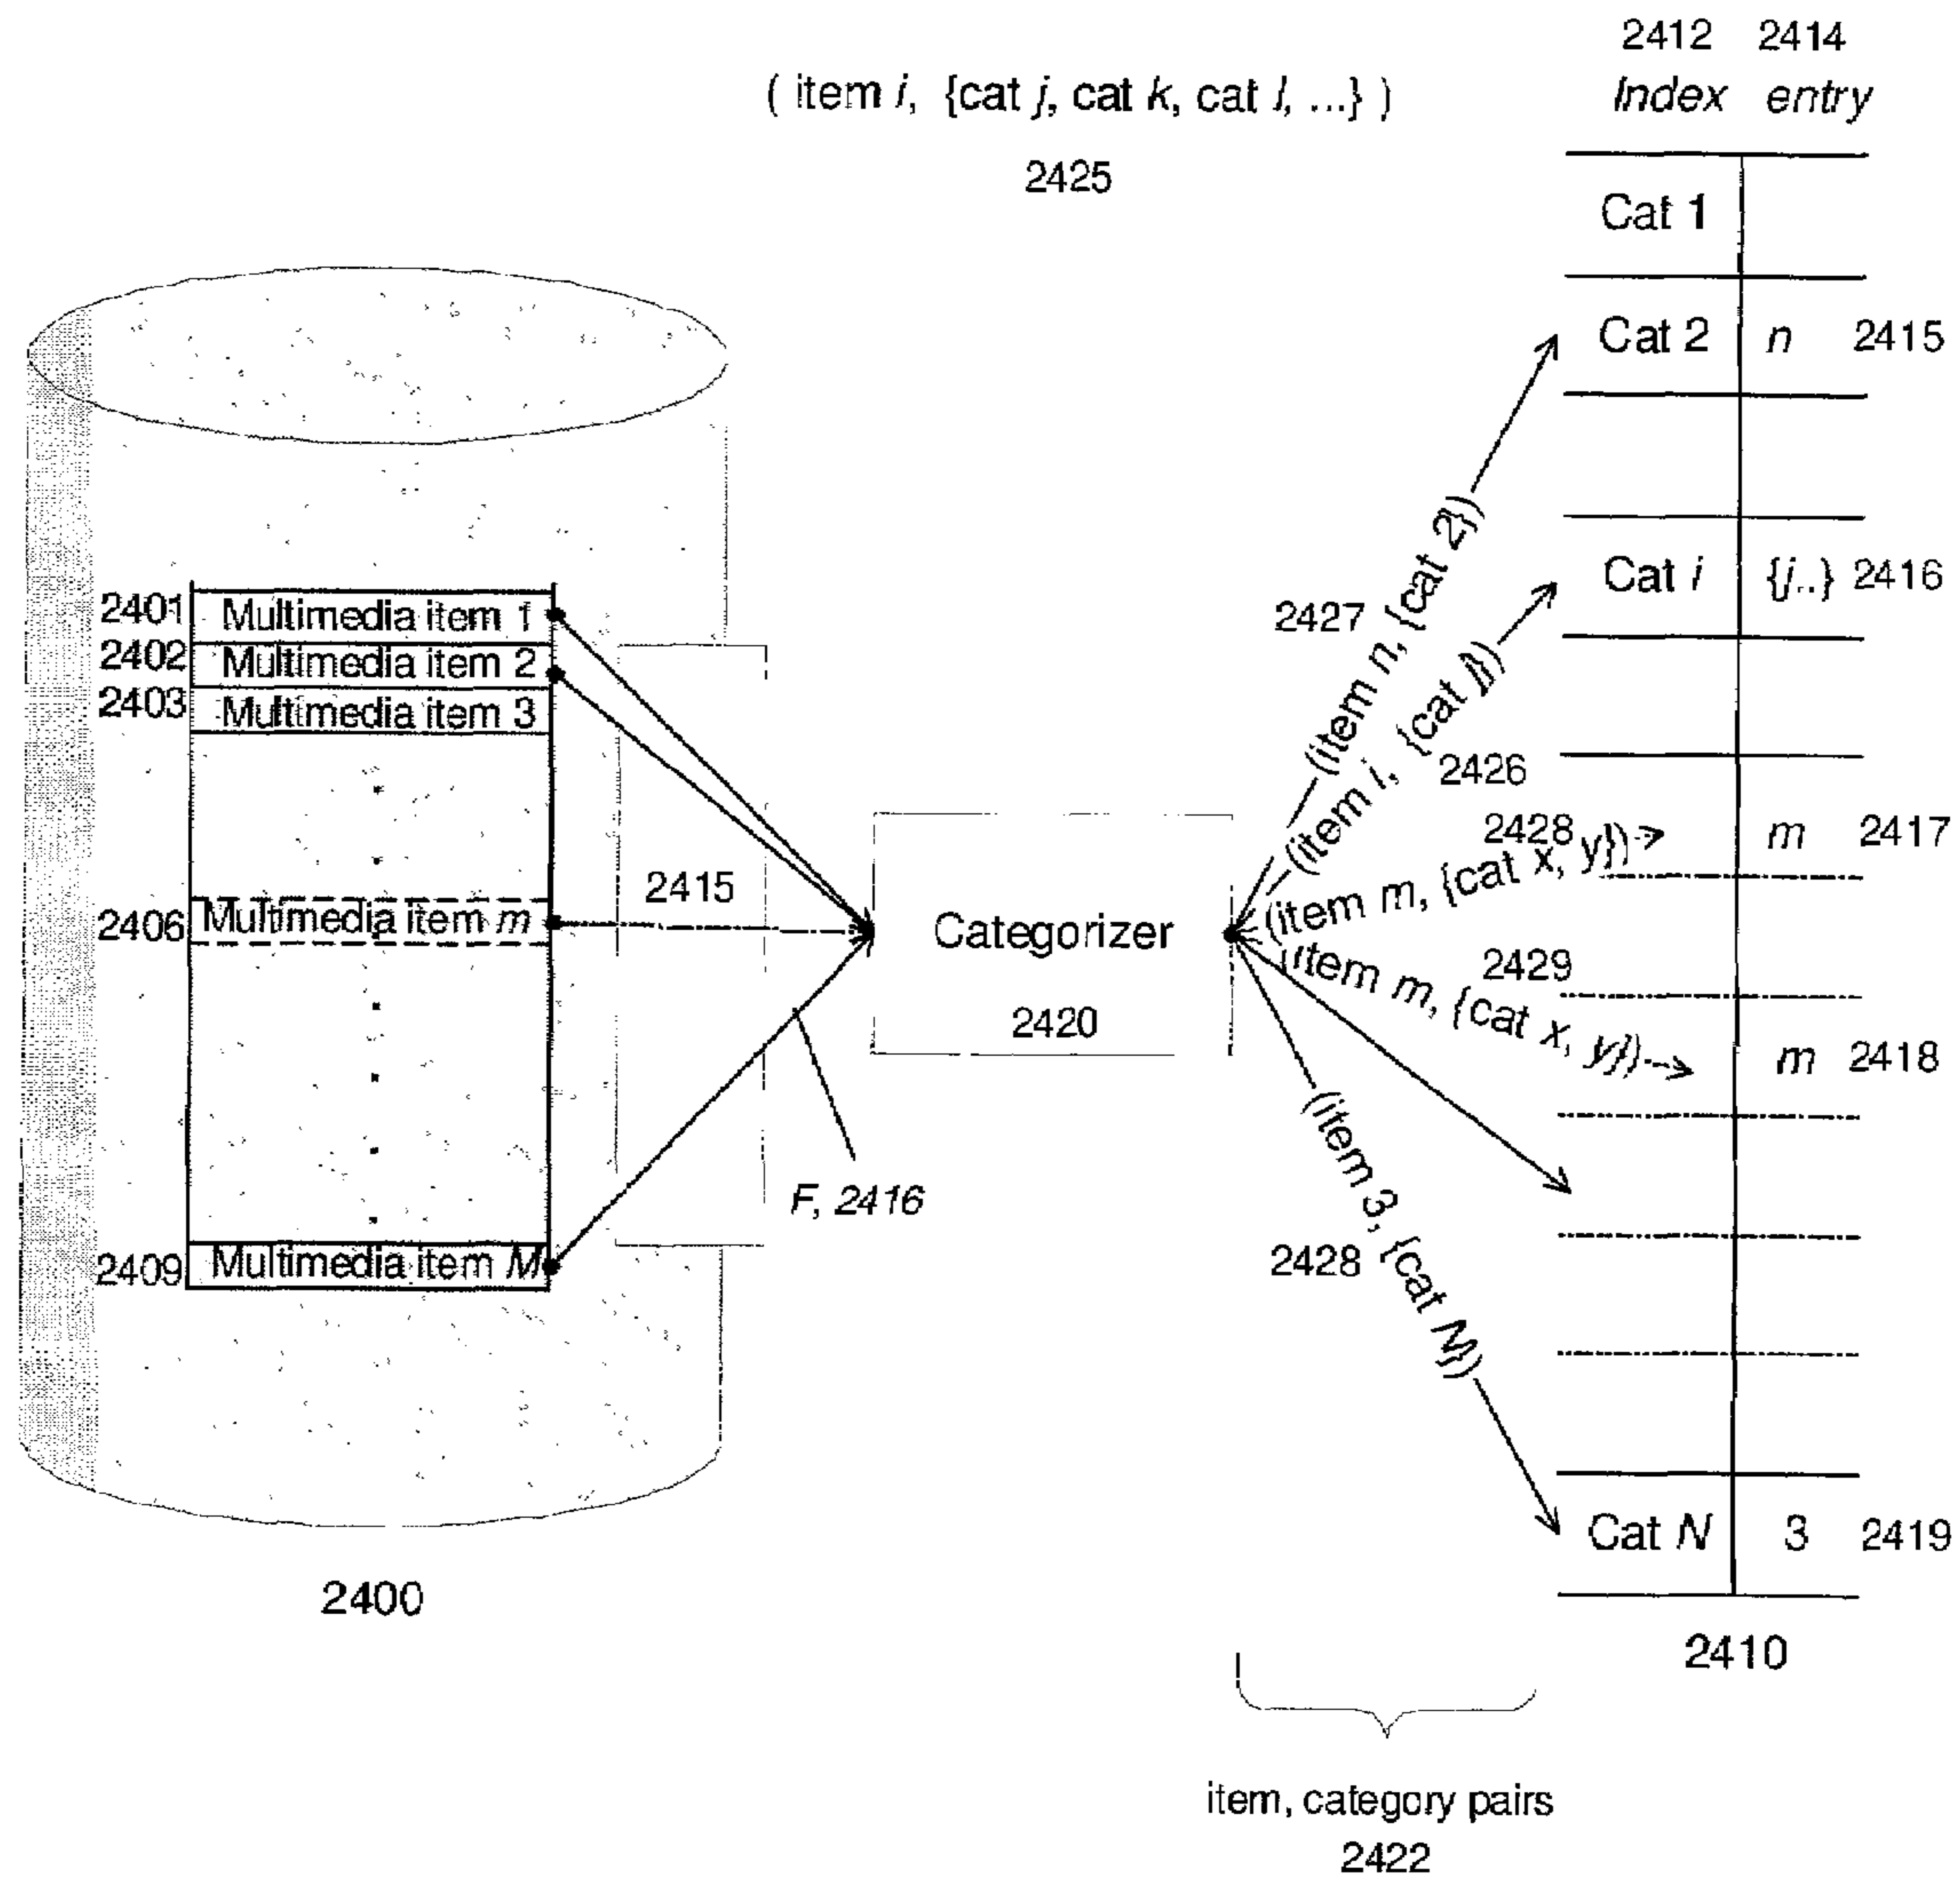 2412 2414
( item i, {cat j, cat k, cat l, ...} ) Index entry
2425
Cat 1
Cat 2 n 2415
Cat i {j..} 2416
2427 (item n, {cat 2})
(item i, {cat j})
2426
2401 Multimedia item 1
2402 Multimedia item 2
2403 Multimedia item 3
2428 m 2417
(item m, {cat x, y})
2415
2406 Multimedia item m
Categorizer
2420
2429
(item m, {cat x, y})
m 2418
F, 2416
2409 Multimedia item M
2428 (item 3, {cat N})
Cat N 3 2419
2400
2410
item, category pairs
2422